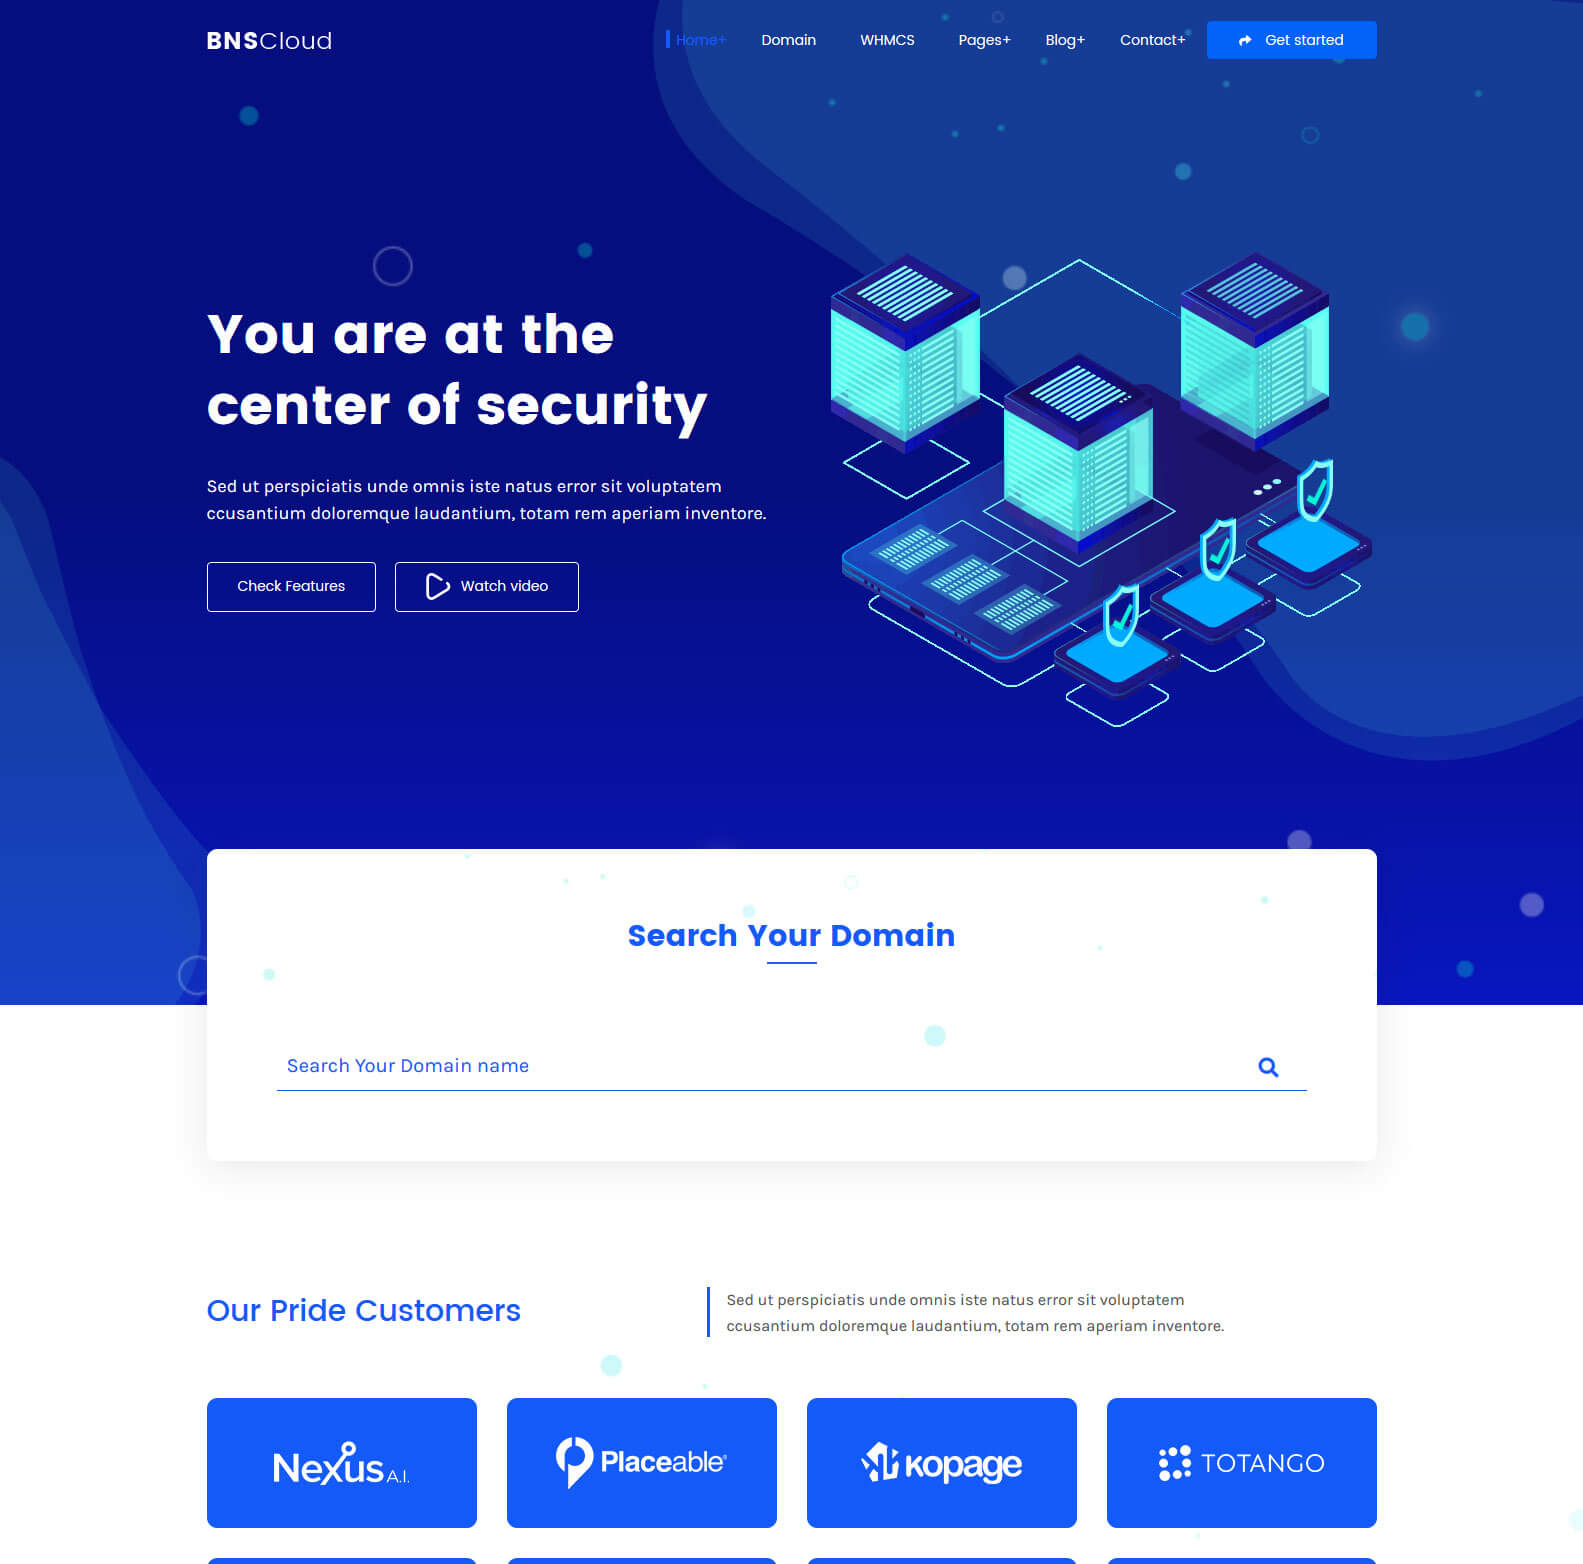 BNSCloud
Home+ Domain WHMCS Pages+ Blog+ Contact+ Get started
You are at the
center of security
Sed ut perspiciatis unde omnis iste natus error sit voluptatem
ccusantium doloremque laudantium, totam rem aperiam inventore.
Check Features Watch video
Search Your Domain
Search Your Domain name
Our Pride Customers
Sed ut perspiciatis unde omnis iste natus error sit voluptatem
ccusantium doloremque laudantium, totam rem aperiam inventore.
Nexus A.I.
Placeable®
kopage
TOTANGO